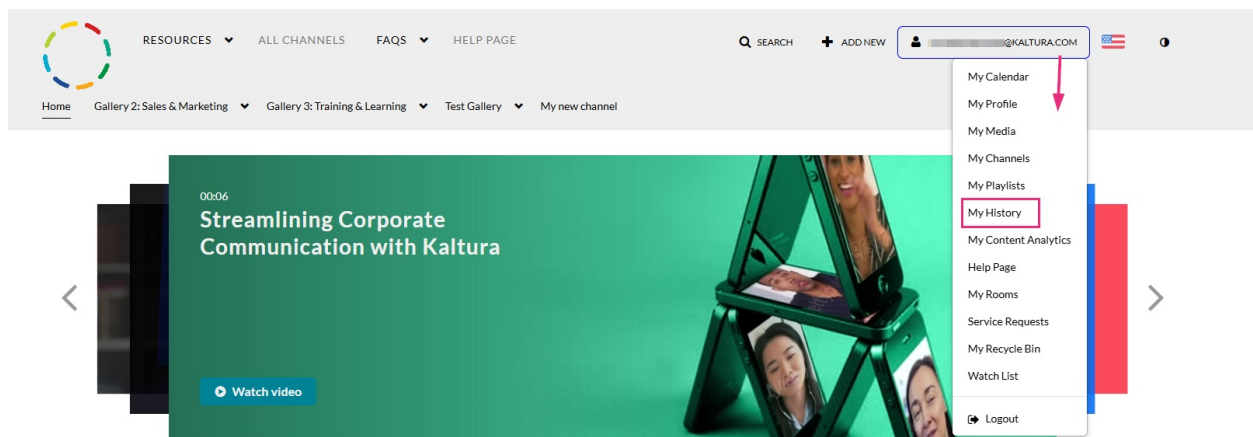 RESOURCES ALL CHANNELS FAQS HELP PAGE SEARCH ADD NEW @KALTURA.COM
Home Gallery 2: Sales & Marketing Gallery 3: Training & Learning Test Gallery My new channel
My Calendar
My Profile
My Media
My Channels
My Playlists
My History
My Content Analytics
Help Page
My Rooms
Service Requests
My Recycle Bin
Watch List
Logout
00:06
Streamlining Corporate
Communication with Kaltura
Watch video